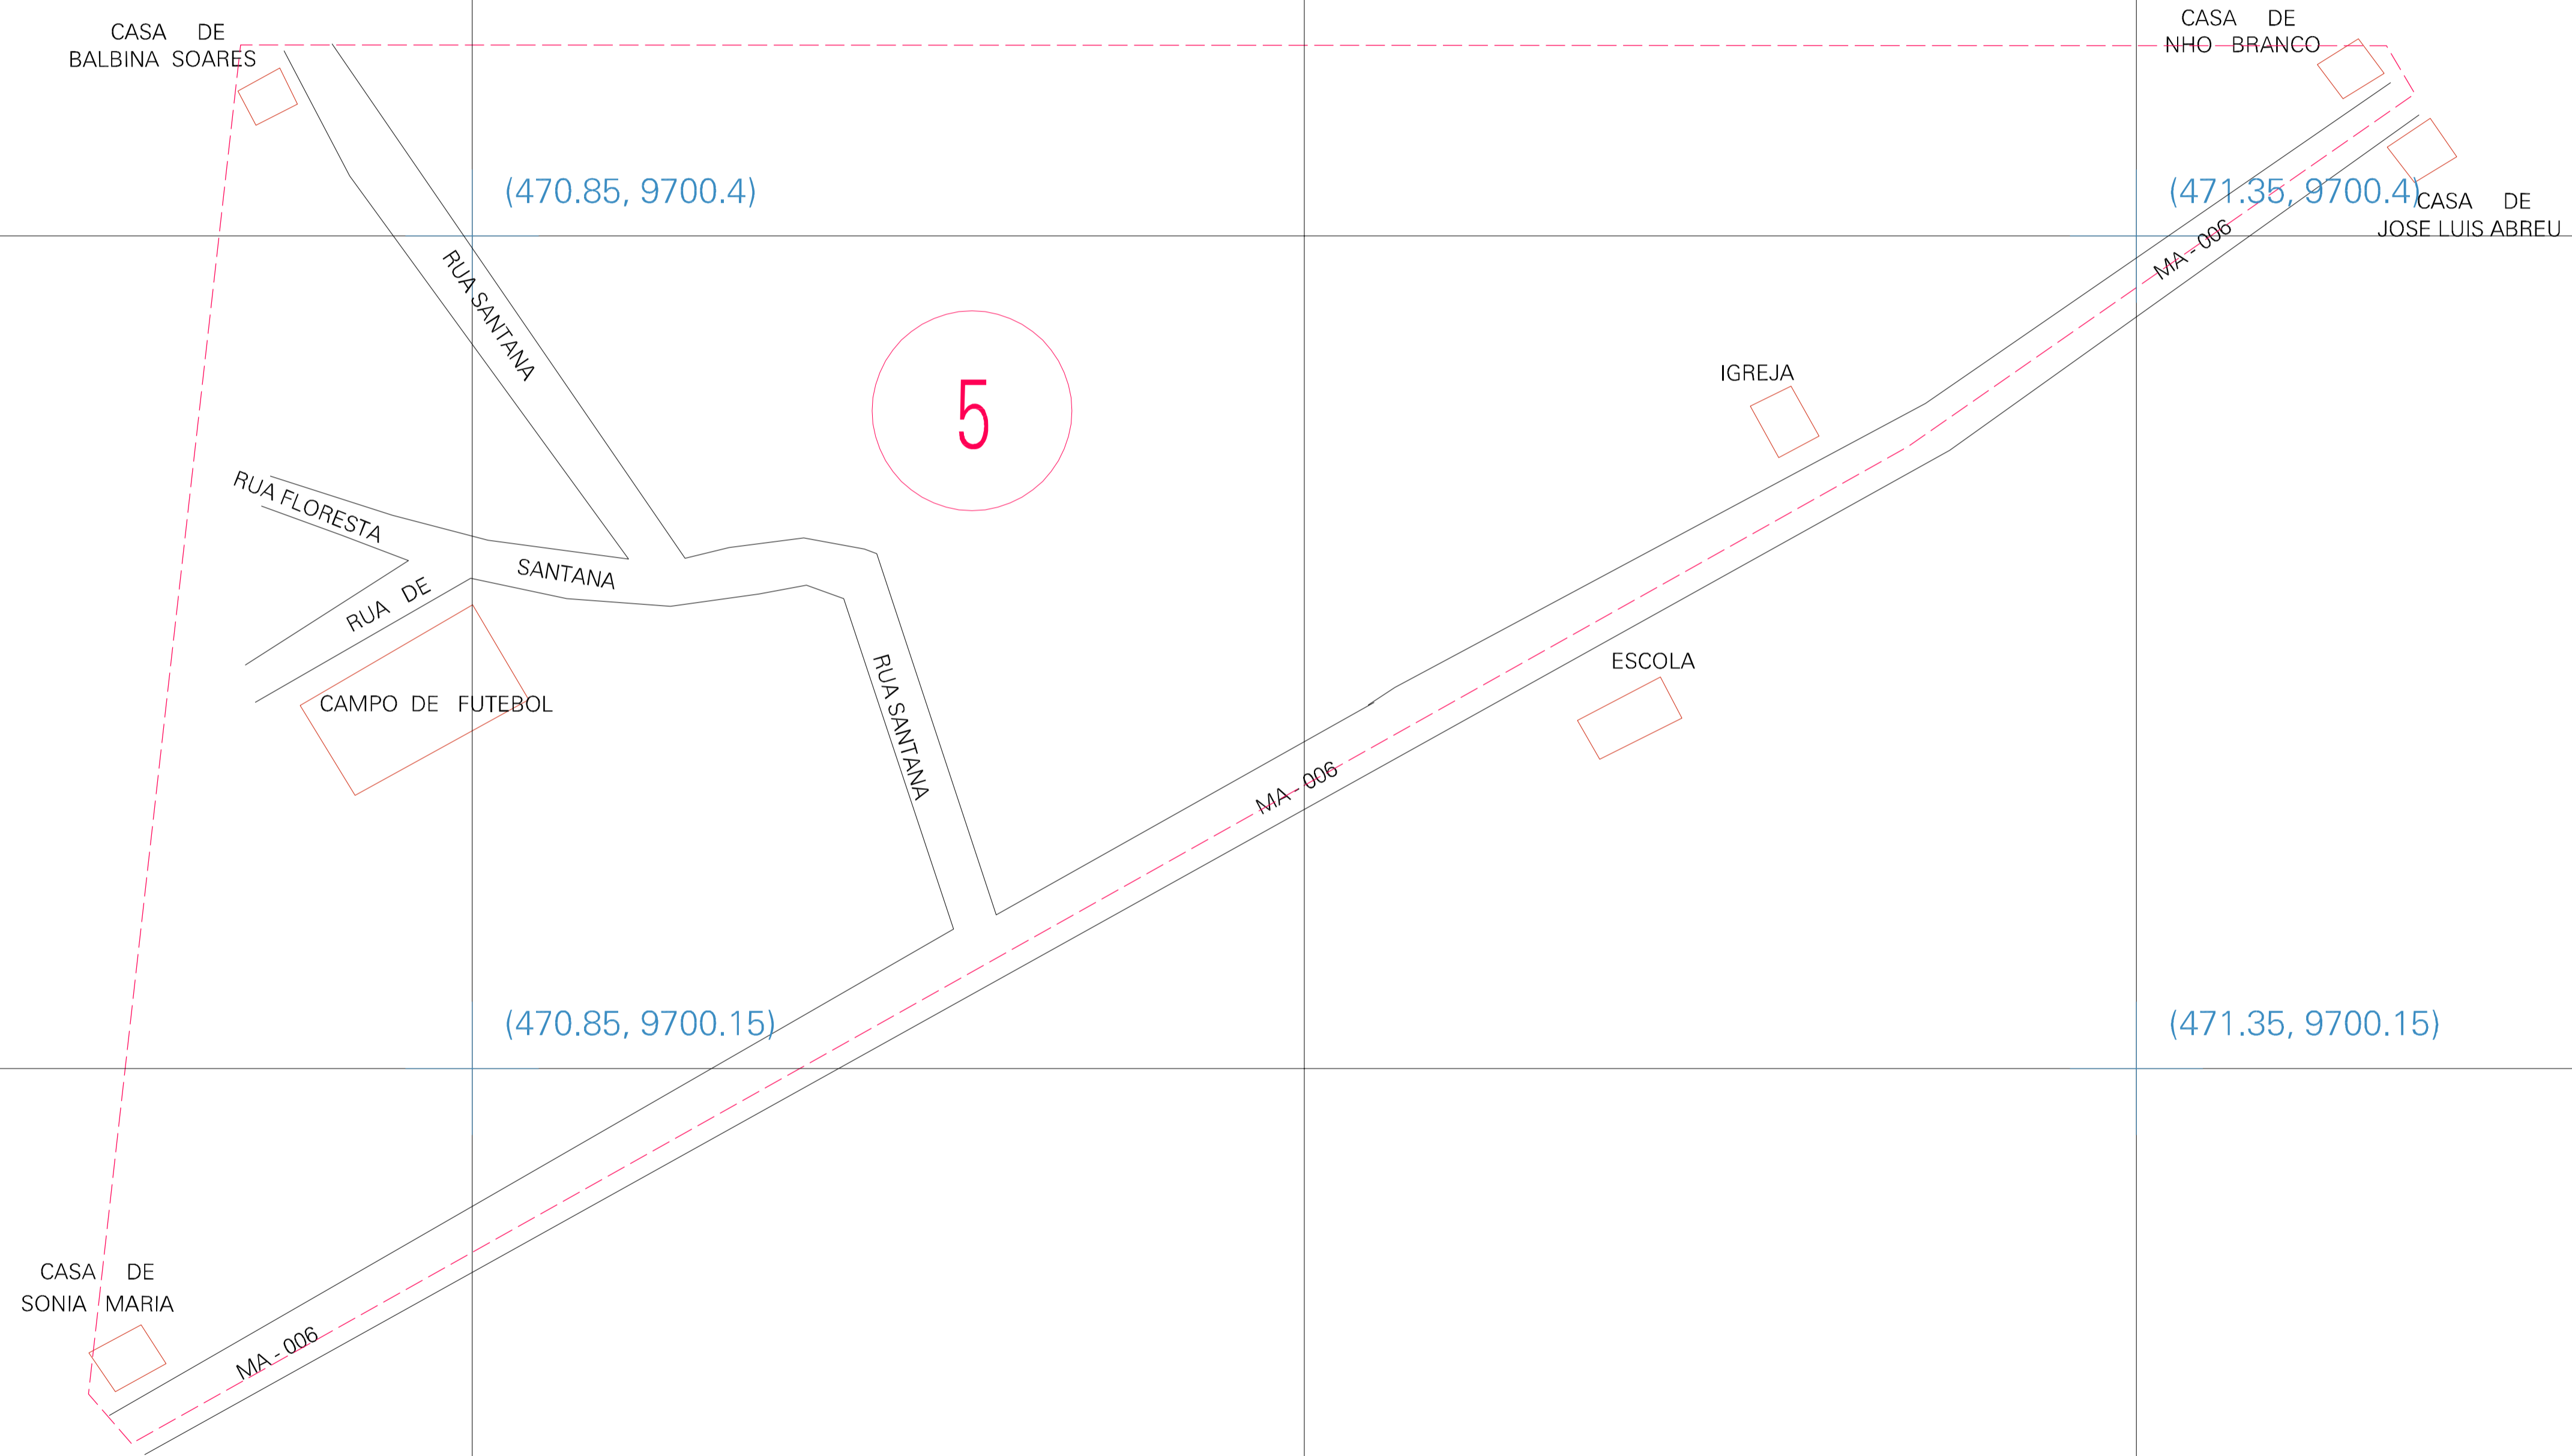 CASA DE
BALBINA SOARES
CASA DE
NHO BRANCO
(470.85, 9700.4)
(471.35, 9700.4)
CASA DE
JOSE LUIS ABREU
MA - 006
RUA SANTANA
IGREJA
5
RUA FLORESTA
SANTANA
RUA DE
ESCOLA
CAMPO DE FUTEBOL
RUA SANTANA
MA - 006
(470.85, 9700.15)
(471.35, 9700.15)
CASA DE
SONIA MARIA
MA - 006